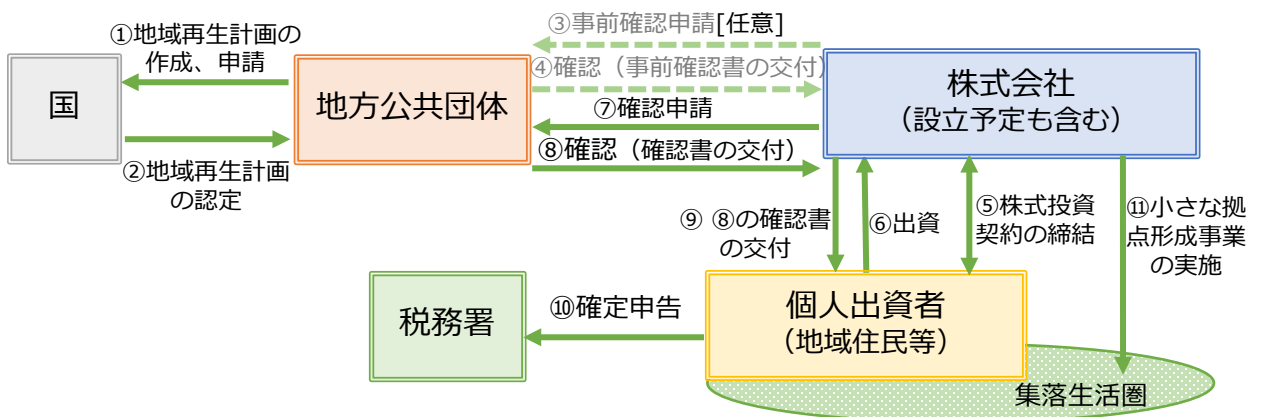 ③事前確認申請[任意]
①地域再生計画の
作成、申請
④確認（事前確認書の交付）
国
地方公共団体
株式会社
（設立予定も含む）
⑦確認申請
⑧確認（確認書の交付）
②地域再生計画
の認定
⑨ ⑧の確認書
の交付
⑥出資
⑤株式投資
契約の締結
⑪小さな拠
点形成事業
の実施
税務署
⑩確定申告
個人出資者
（地域住民等）
集落生活圏